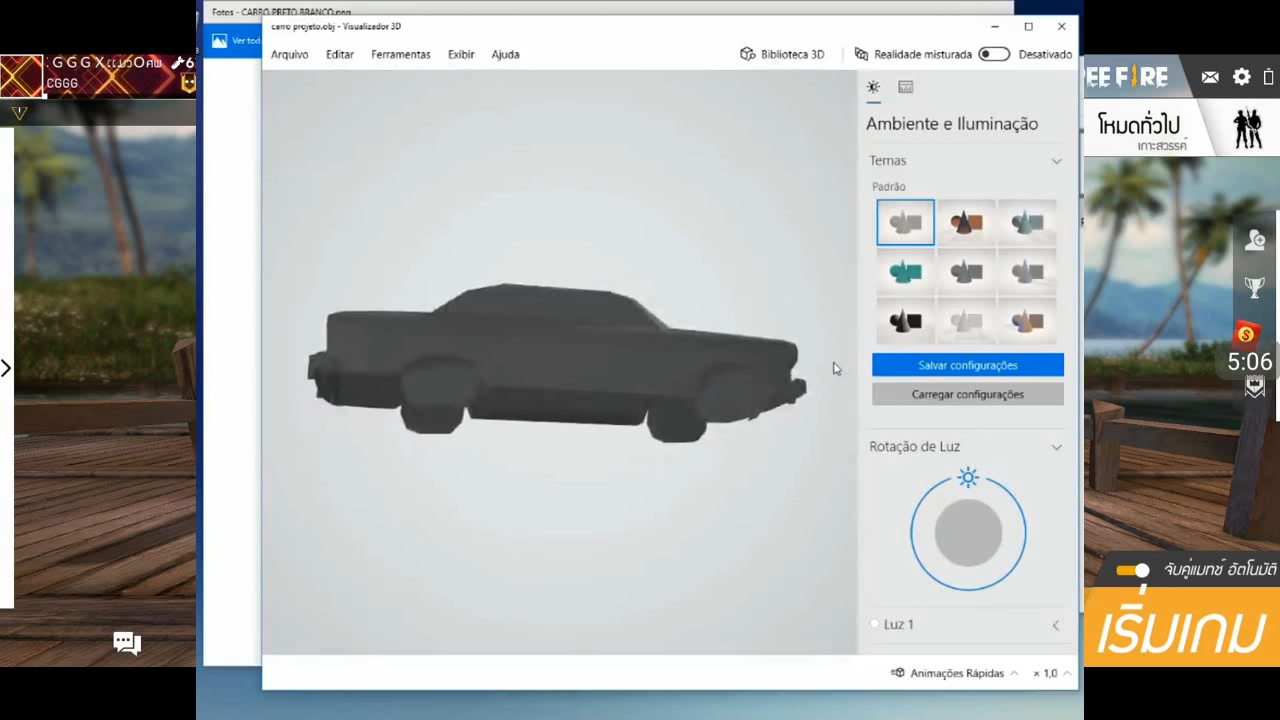 Fotos - CARRO PRETO BRANCO.png
carro projeto.obj - Visualizador 3D
Ver tod
Arquivo Editar Ferramentas Exibir Ajuda
Biblioteca 3D
Realidade misturada Desativado
CGGG
6
EE FIRE
โหมดทั่วไป
เกาะสวรรค์
Ambiente e Iluminação
Temas
Padrão
Salvar configurações
Carregar configurações
5:06
Rotação de Luz
Luz 1
จับคู่แมทช์ อัตโนมัติ
เริ่มเกม
Animações Rápidas
× 1,0